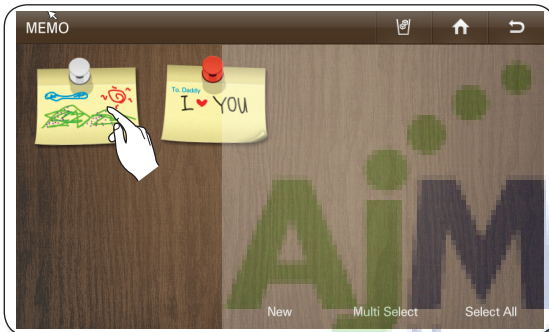 MEMO
To. Daddy
I ♥ YOU
AiM
New Multi Select Select All